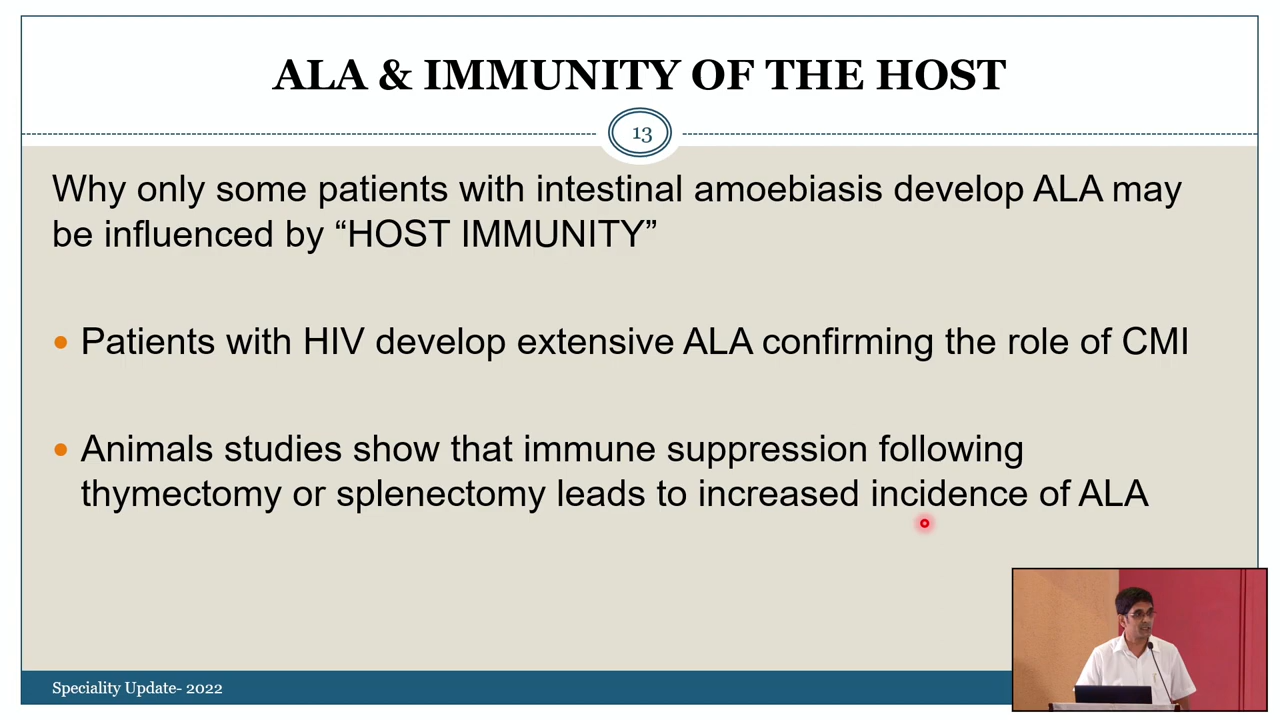 ALA & IMMUNITY OF THE HOST
13
Why only some patients with intestinal amoebiasis develop ALA may
be influenced by “HOST IMMUNITY”
• Patients with HIV develop extensive ALA confirming the role of CMI
• Animals studies show that immune suppression following
thymectomy or splenectomy leads to increased incidence of ALA
Speciality Update- 2022